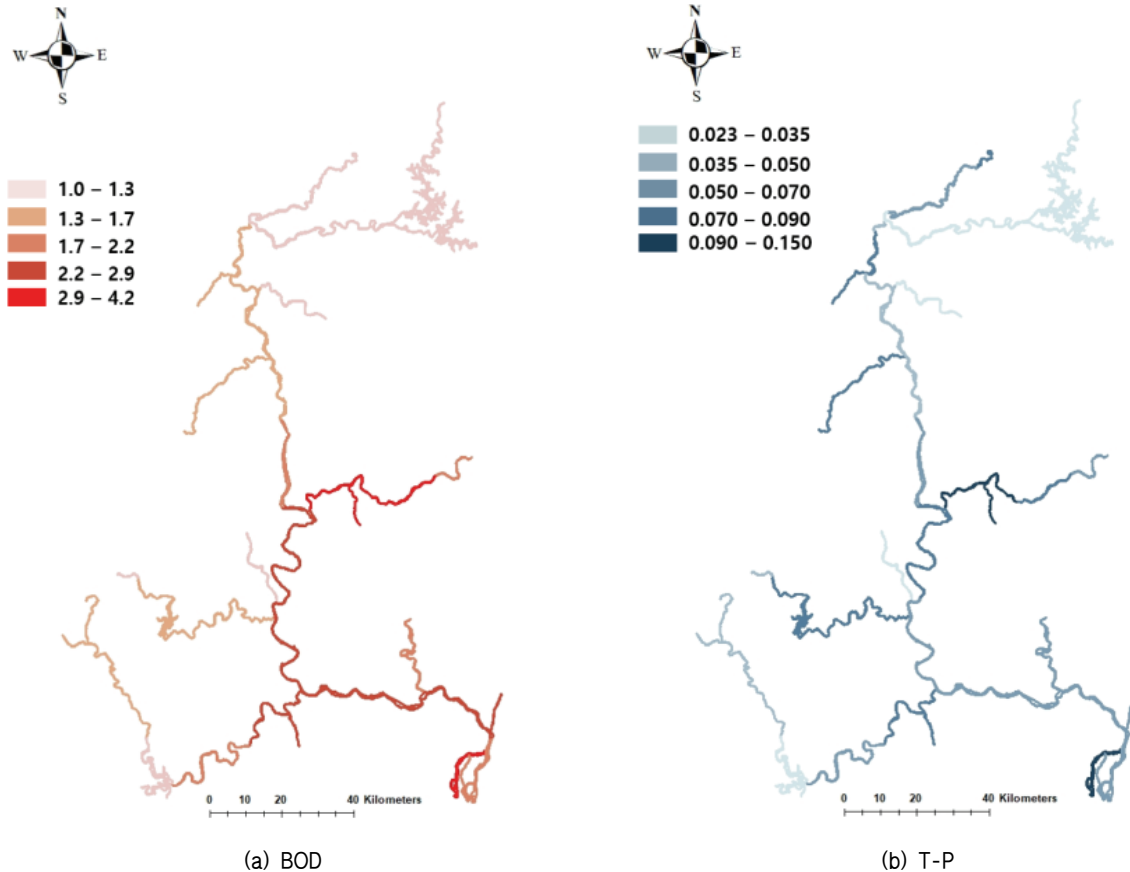 N
W E
S
1.0 – 1.3
1.3 – 1.7
1.7 – 2.2
2.2 – 2.9
2.9 – 4.2
0 10 20 40 Kilometers
(a) BOD
N
W E
S
0.023 – 0.035
0.035 – 0.050
0.050 – 0.070
0.070 – 0.090
0.090 – 0.150
0 10 20 40 Kilometers
(b) T-P